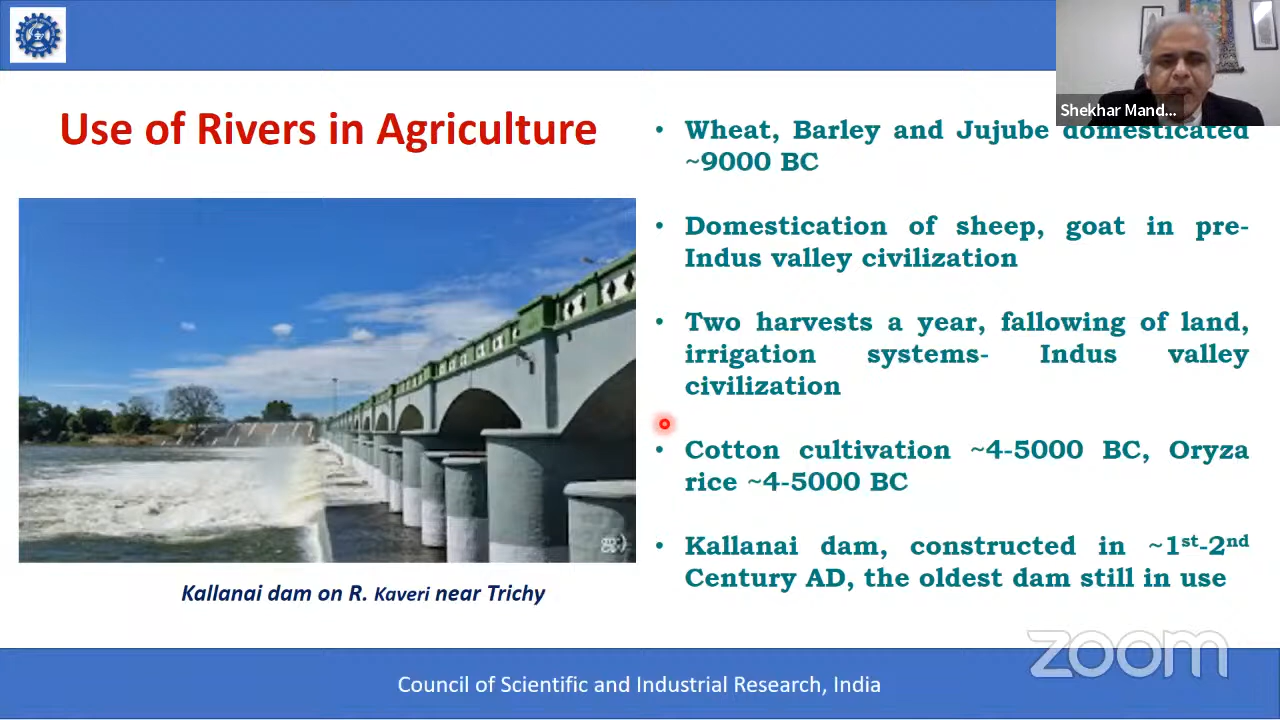 Shekhar Mand...
Use of Rivers in Agriculture
• Wheat, Barley and Jujube domesticated
~9000 BC
• Domestication of sheep, goat in pre-
Indus valley civilization
• Two harvests a year, fallowing of land,
irrigation systems- Indus valley
civilization
• Cotton cultivation ~4-5000 BC, Oryza
rice ~4-5000 BC
• Kallanai dam, constructed in ~1st-2nd
Century AD, the oldest dam still in use
Kallanai dam on R. Kaveri near Trichy
zoom
Council of Scientific and Industrial Research, India